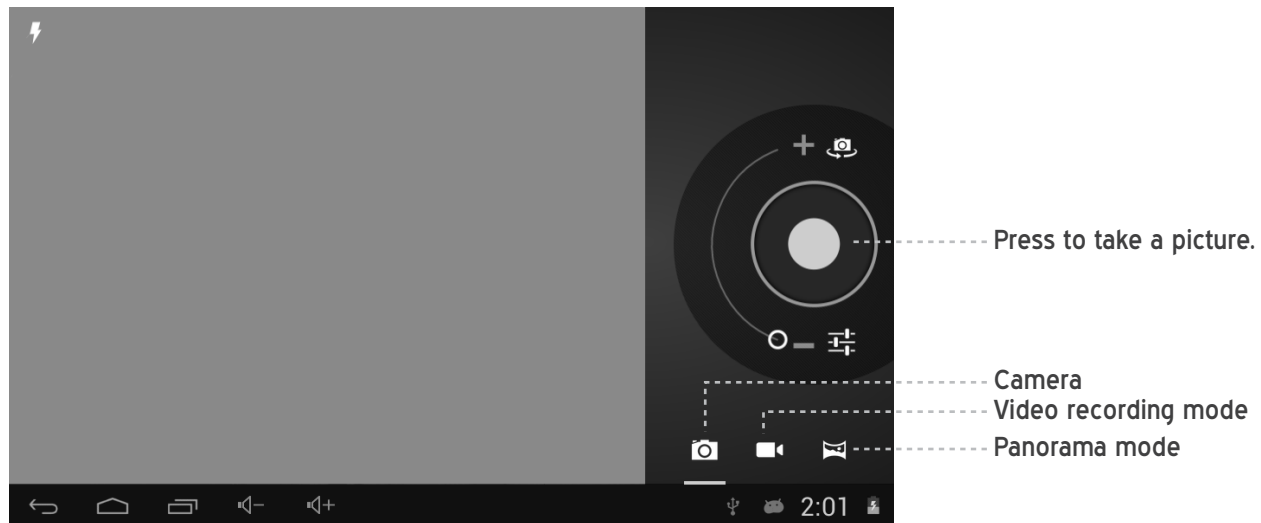 Press to take a picture.
Camera
Video recording mode
Panorama mode
2:01